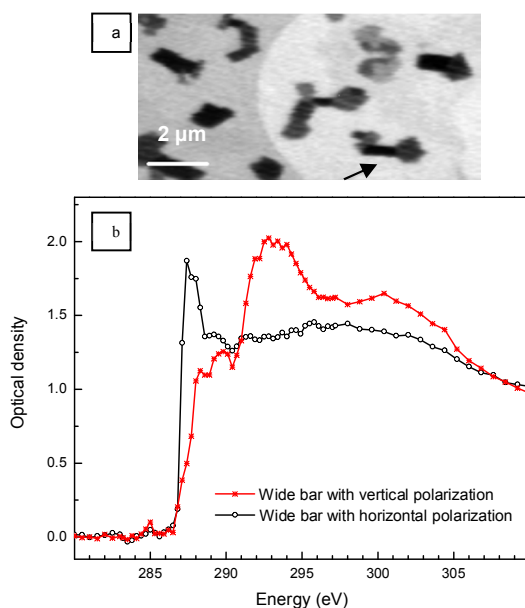 a
2 µm
b
2.0
1.5
1.0
0.5
0.0
Optical density
Wide bar with vertical polarization
Wide bar with horizontal polarization
285 290 295 300 305
Energy (eV)